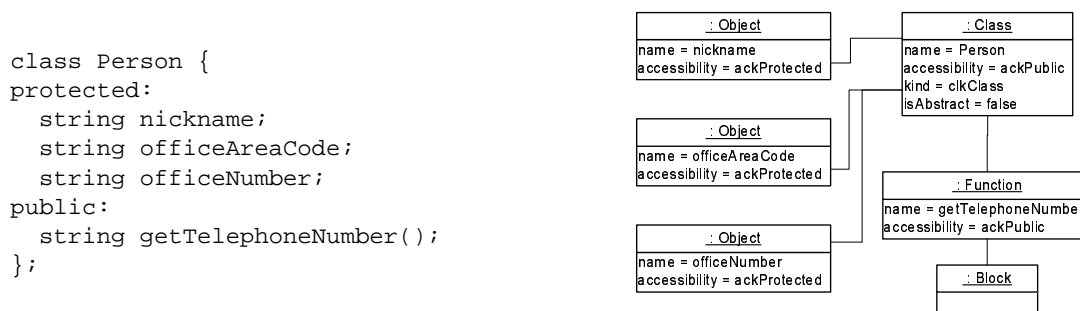 class Person {
protected:
string nickname;
string officeAreaCode;
string officeNumber;
public:
string getTelephoneNumber();
};
: Object
name = nickname
accessibility = ackProtected
: Object
name = officeAreaCode
accessibility = ackProtected
: Object
name = officeNumber
accessibility = ackProtected
: Class
name = Person
accessibility = ackPublic
kind = clkClass
isAbstract = false
: Function
name = getTelephoneNumbe
accessibility = ackPublic
: Block